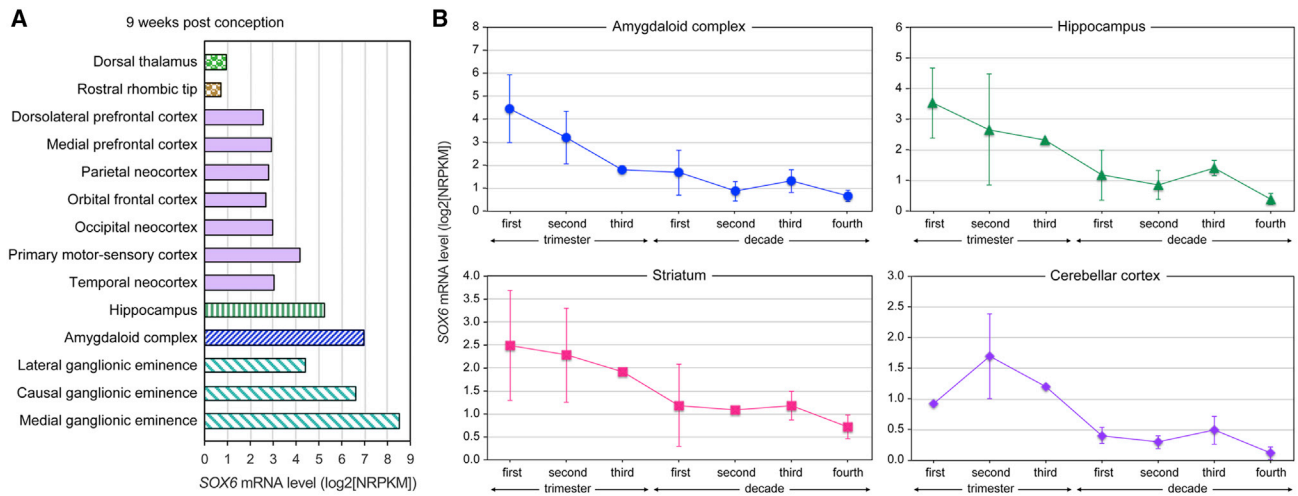 A
9 weeks post conception
Dorsal thalamus
Rostral rhombic tip
Dorsolateral prefrontal cortex
Medial prefrontal cortex
Parietal neocortex
Orbital frontal cortex
Occipital neocortex
Primary motor-sensory cortex
Temporal neocortex
Hippocampus
Amygdaloid complex
Lateral ganglionic eminence
Causal ganglionic eminence
Medial ganglionic eminence
0 1 2 3 4 5 6 7 8 9
SOX6 mRNA level (log2[NRPKM])
B
SOX6 mRNA level (log2[NRPKM])
Amygdaloid complex
8
7
6
5
4
3
2
1
0
first second third first second third fourth
trimester decade
Hippocampus
6
5
4
3
2
1
0
first second third first second third fourth
trimester decade
Striatum
4.0
3.5
3.0
2.5
2.0
1.5
1.0
0.5
0.0
first second third first second third fourth
trimester decade
Cerebellar cortex
3.0
2.5
2.0
1.5
1.0
0.5
0.0
first second third first second third fourth
trimester decade